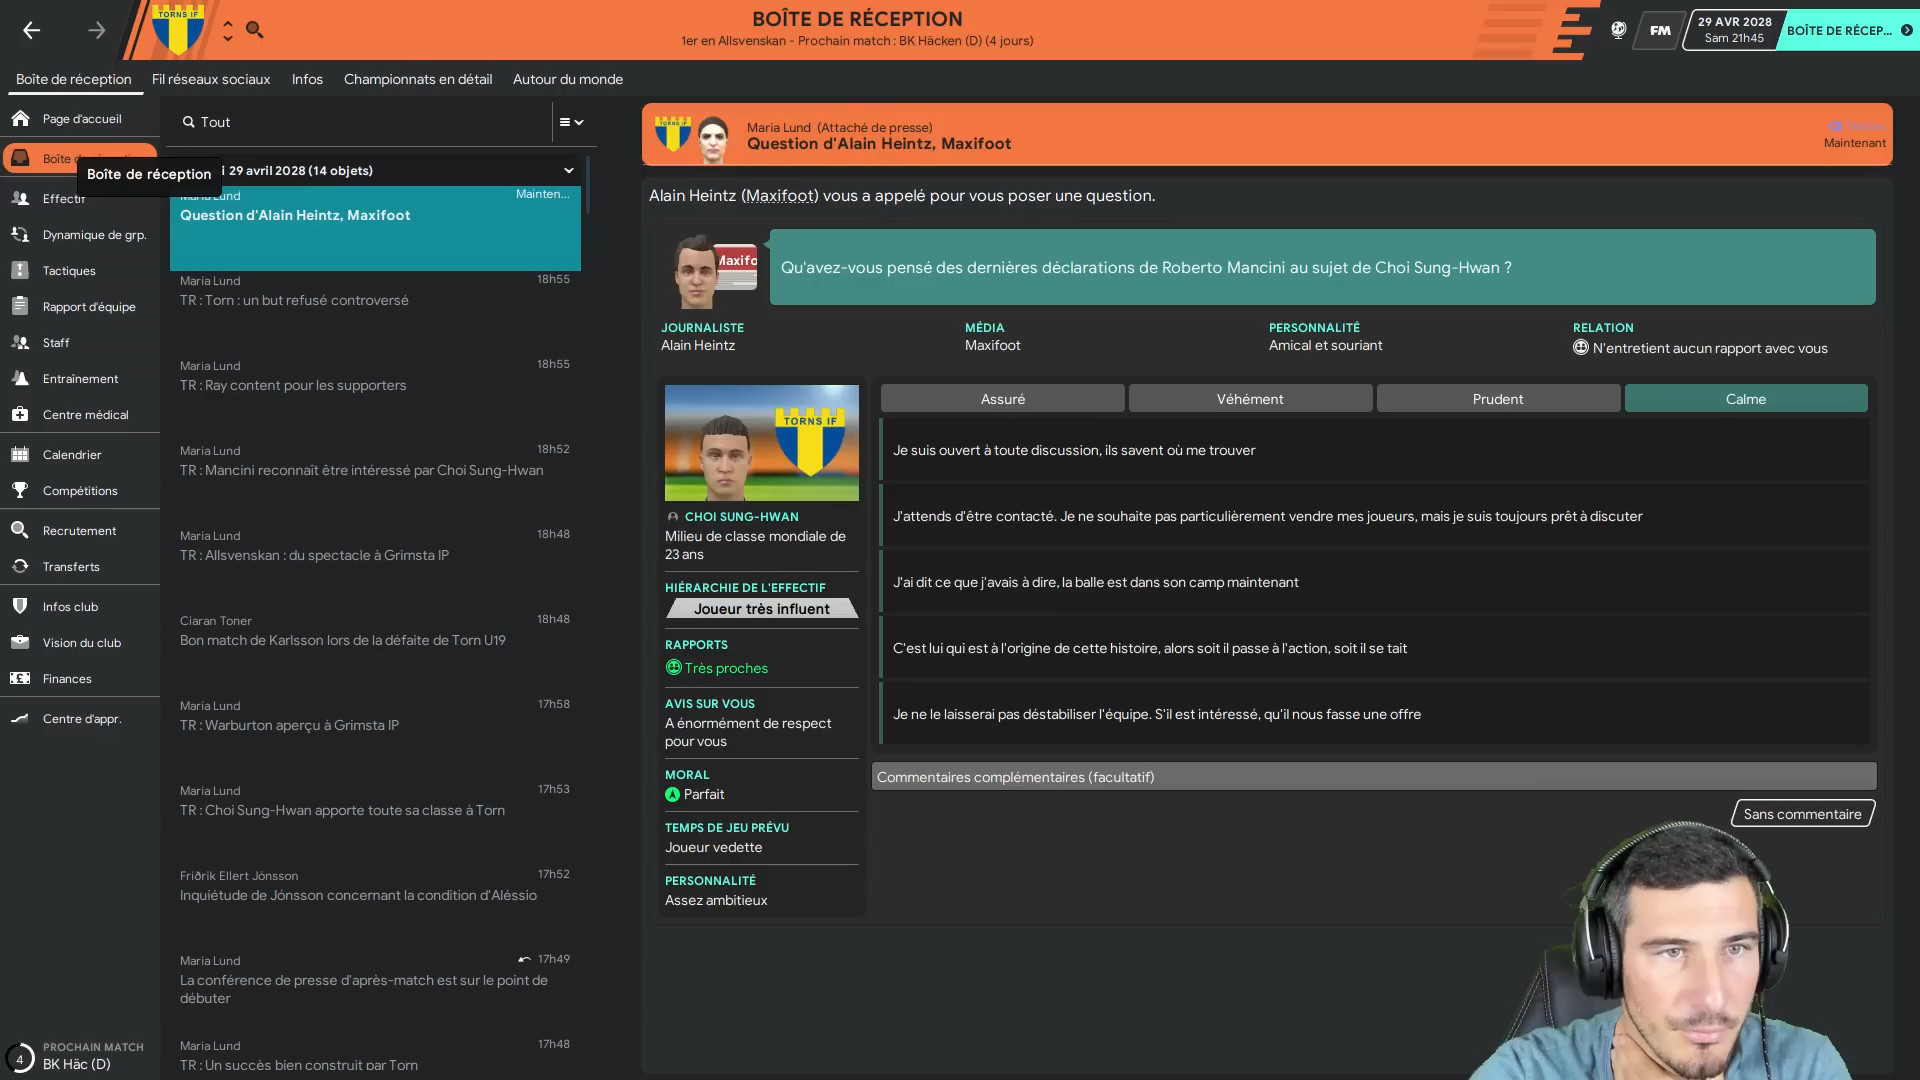 TORNS IF
BOÎTE DE RÉCEPTION
1er en Allsvenskan - Prochain match : BK Häcken (D) (4 jours)
FM
29 AVR 2028
Sam 21h45
BOÎTE DE RÉCEP...
Boîte de réception
Fil réseaux sociaux
Infos
Championnats en détail
Autour du monde
Page d'accueil
Boîte
Boîte de réception
Effectif
Dynamique de grp.
Tactiques
Rapport d'équipe
Staff
Entraînement
Centre médical
Calendrier
Compétitions
Recrutement
Transferts
Infos club
Vision du club
Finances
Centre d'appr.
4
PROCHAIN MATCH
BK Häc (D)
Tout
29 avril 2028 (14 objets)
Maria Lund
Mainten...
Question d'Alain Heintz, Maxifoot
Maria Lund
18h55
TR : Torn : un but refusé controversé
Maria Lund
18h55
TR : Ray content pour les supporters
Maria Lund
18h52
TR : Mancini reconnaît être intéressé par Choi Sung-Hwan
Maria Lund
18h48
TR : Allsvenskan : du spectacle à Grimsta IP
Ciaran Toner
18h48
Bon match de Karlsson lors de la défaite de Torn U19
Maria Lund
17h58
TR : Warburton aperçu à Grimsta IP
Maria Lund
17h53
TR : Choi Sung-Hwan apporte toute sa classe à Torn
Friðrik Ellert Jónsson
17h52
Inquiétude de Jónsson concernant la condition d'Aléssio
Maria Lund
17h49
La conférence de presse d'après-match est sur le point de
débuter
Maria Lund
17h48
TR : Un succès bien construit par Torn
TORNS IF
Maria Lund (Attaché de presse)
Question d'Alain Heintz, Maxifoot
Maintenant
Alain Heintz (Maxifoot) vous a appelé pour vous poser une question.
Maxifo
Qu'avez-vous pensé des dernières déclarations de Roberto Mancini au sujet de Choi Sung-Hwan ?
JOURNALISTE
Alain Heintz
MÉDIA
Maxifoot
PERSONNALITÉ
Amical et souriant
RELATION
N'entretient aucun rapport avec vous
TORNS IF
CHOI SUNG-HWAN
Milieu de classe mondiale de
23 ans
HIÉRARCHIE DE L'EFFECTIF
Joueur très influent
RAPPORTS
Très proches
AVIS SUR VOUS
A énormément de respect
pour vous
MORAL
Parfait
TEMPS DE JEU PRÉVU
Joueur vedette
PERSONNALITÉ
Assez ambitieux
Assuré
Véhément
Prudent
Calme
Je suis ouvert à toute discussion, ils savent où me trouver
J'attends d'être contacté. Je ne souhaite pas particulièrement vendre mes joueurs, mais je suis toujours prêt à discuter
J'ai dit ce que j'avais à dire, la balle est dans son camp maintenant
C'est lui qui est à l'origine de cette histoire, alors soit il passe à l'action, soit il se tait
Je ne le laisserai pas déstabiliser l'équipe. S'il est intéressé, qu'il nous fasse une offre
Commentaires complémentaires (facultatif)
Sans commentaire